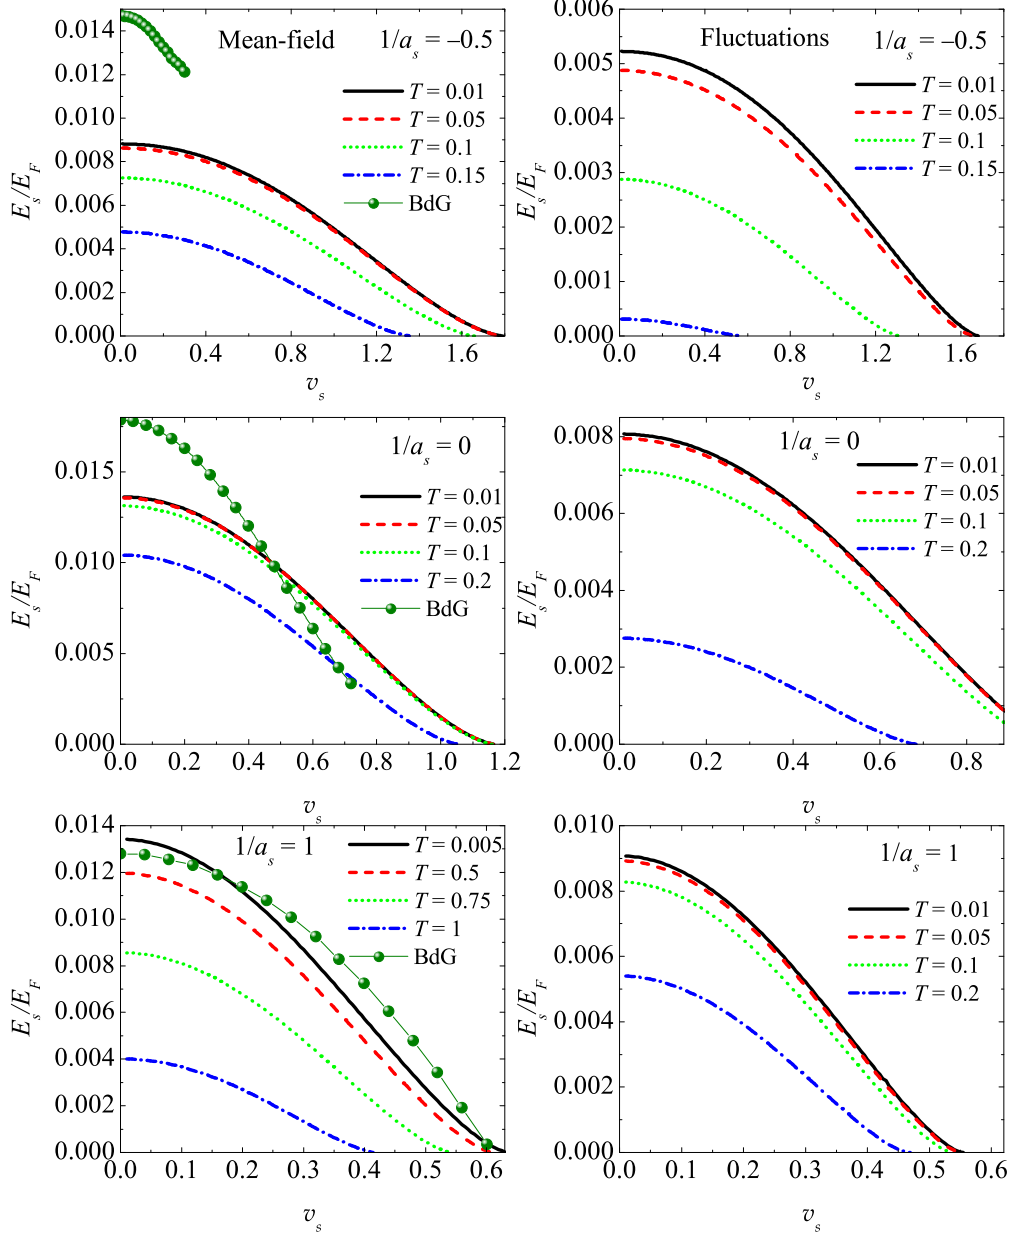 Mean-field 1/a_s = –0.5
T = 0.01
T = 0.05
T = 0.1
T = 0.15
BdG
E_s/E_F
0.014
0.012
0.010
0.008
0.006
0.004
0.002
0.000
0.0 0.4 0.8 1.2 1.6
v_s
Fluctuations 1/a_s = –0.5
T = 0.01
T = 0.05
T = 0.1
T = 0.15
E_s/E_F
0.006
0.005
0.004
0.003
0.002
0.001
0.000
0.0 0.4 0.8 1.2 1.6
v_s
1/a_s = 0
T = 0.01
T = 0.05
T = 0.1
T = 0.2
BdG
E_s/E_F
0.015
0.010
0.005
0.000
0.0 0.2 0.4 0.6 0.8 1.0 1.2
v_s
1/a_s = 0
T = 0.01
T = 0.05
T = 0.1
T = 0.2
E_s/E_F
0.008
0.006
0.004
0.002
0.000
0.0 0.2 0.4 0.6 0.8
v_s
1/a_s = 1
T = 0.005
T = 0.5
T = 0.75
T = 1
BdG
E_s/E_F
0.014
0.012
0.010
0.008
0.006
0.004
0.002
0.000
0.0 0.1 0.2 0.3 0.4 0.5 0.6
v_s
1/a_s = 1
T = 0.01
T = 0.05
T = 0.1
T = 0.2
E_s/E_F
0.010
0.008
0.006
0.004
0.002
0.000
0.0 0.1 0.2 0.3 0.4 0.5 0.6
v_s